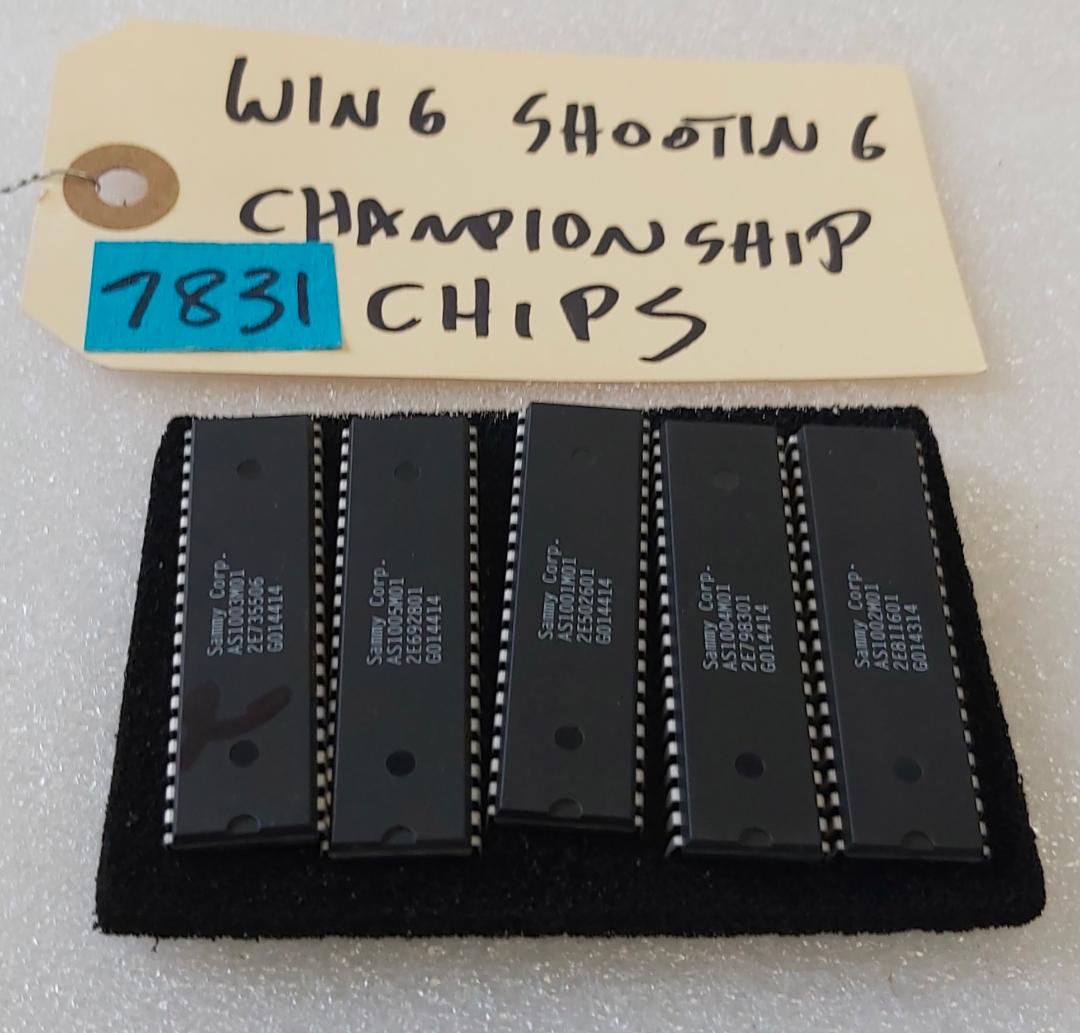 WING SHOOTING
CHAMPIONSHIP
7831 CHIPS
Sammy Corp.
AS1003M01
2E735506
G014414
Sammy Corp.
AS1005M01
2E692801
G014414
Sammy Corp.
AS1001M01
2E502601
G014414
Sammy Corp.
AS1004M01
2E798301
G014414
Sammy Corp.
AS1002M01
2E811601
G014314